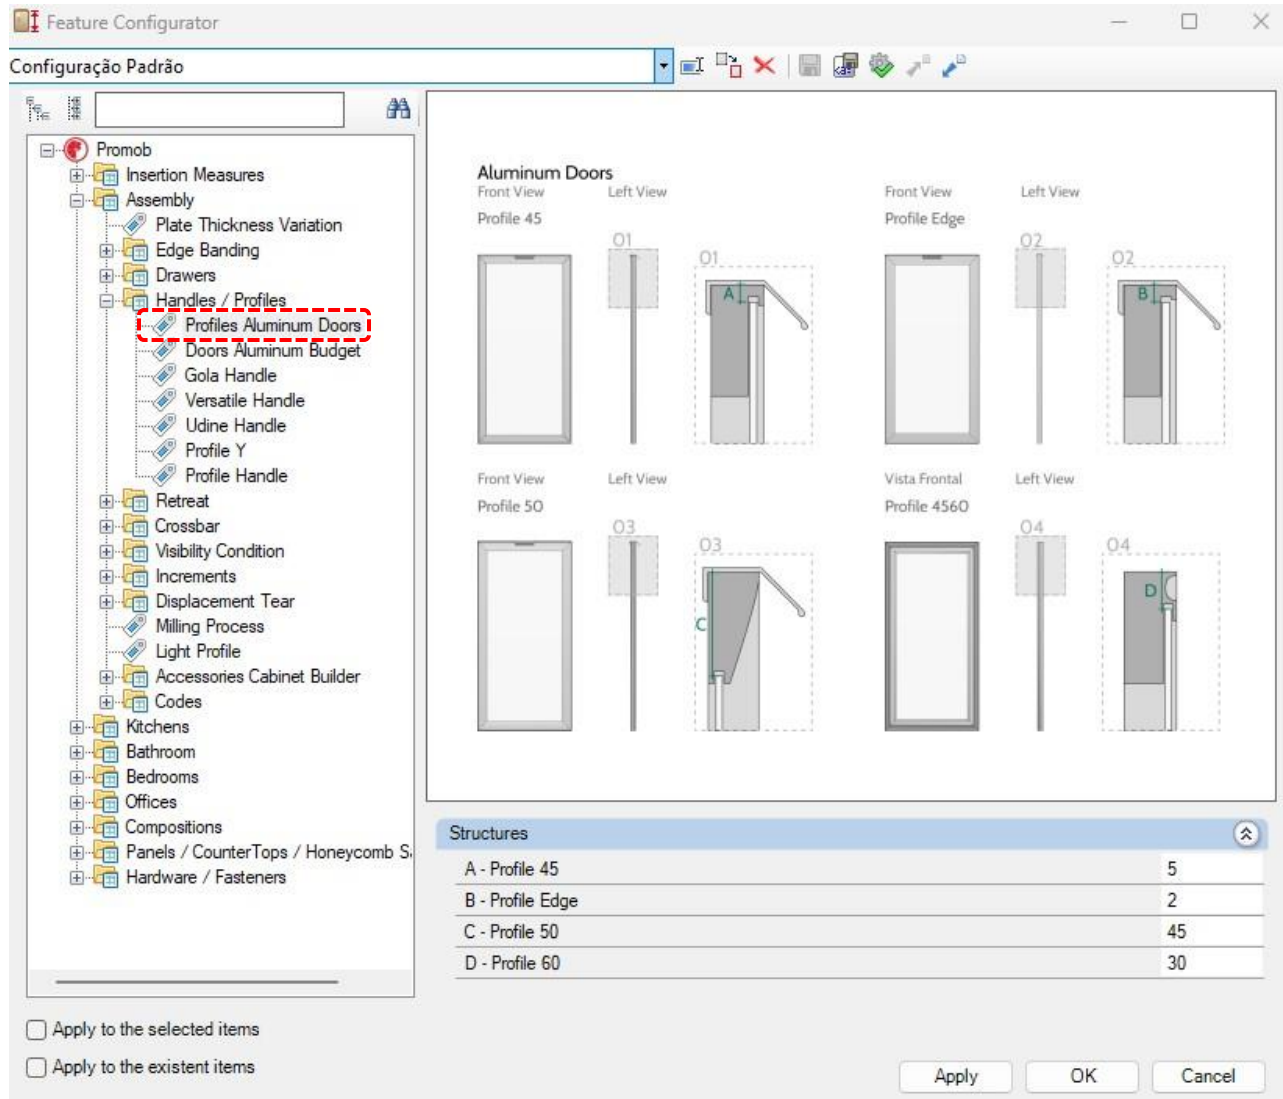 Feature Configurator
Configuração Padrão
Promob
Insertion Measures
Assembly
Plate Thickness Variation
Edge Banding
Drawers
Handles / Profiles
Profiles Aluminum Doors
Doors Aluminum Budget
Gola Handle
Versatile Handle
Udine Handle
Profile Y
Profile Handle
Retreat
Crossbar
Visibility Condition
Increments
Displacement Tear
Milling Process
Light Profile
Accessories Cabinet Builder
Codes
Kitchens
Bathroom
Bedrooms
Offices
Compositions
Panels / CounterTops / Honeycomb S
Hardware / Fasteners
Aluminum Doors
Front View Left View
Profile 45
01
01
A
Front View Left View
Profile Edge
02
02
B
Front View Left View
Profile 50
03
03
C
Vista Frontal Left View
Profile 4560
04
04
D
Structures
A - Profile 45 5
B - Profile Edge 2
C - Profile 50 45
D - Profile 60 30
Apply to the selected items
Apply to the existent items
Apply OK Cancel